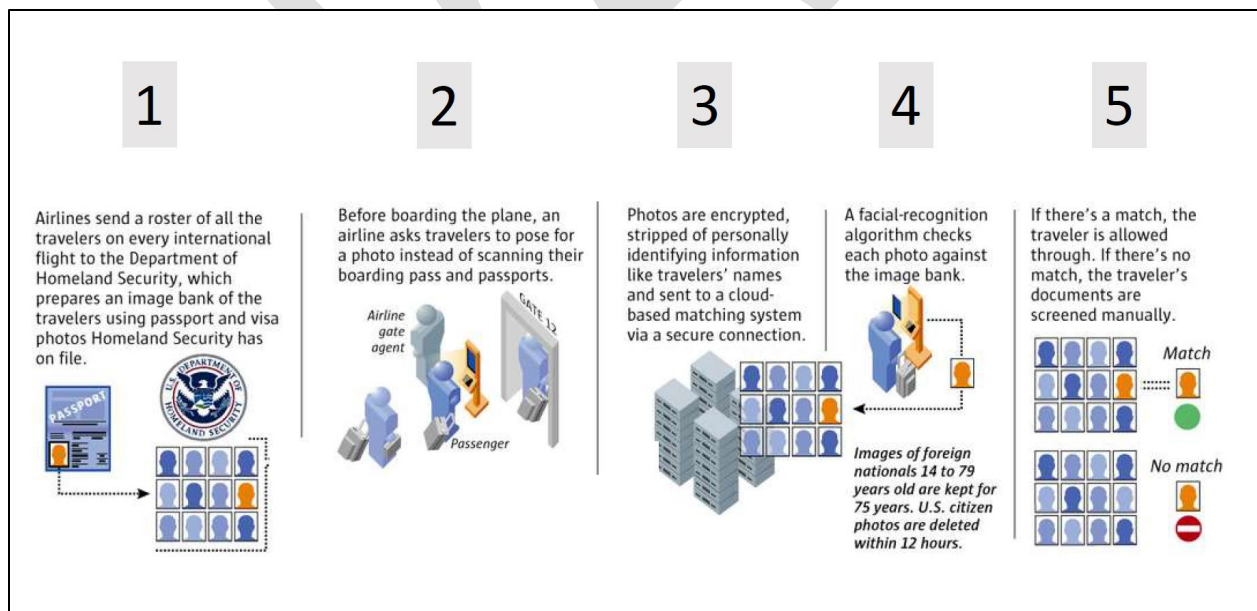 1
2
3
4
5
Airlines send a roster of all the
travelers on every international
flight to the Department of
Homeland Security, which
prepares an image bank of the
travelers using passport and visa
photos Homeland Security has
on file.
PASSPORT
U.S. DEPARTMENT OF
HOMELAND SECURITY
Before boarding the plane, an
airline asks travelers to pose for
a photo instead of scanning their
boarding pass and passports.
Airline
gate
agent
GATE 12
Passenger
Photos are encrypted,
stripped of personally
identifying information
like travelers' names
and sent to a cloud-
based matching system
via a secure connection.
A facial-recognition
algorithm checks
each photo against
the image bank.
Images of foreign
nationals 14 to 79
years old are kept for
75 years. U.S. citizen
photos are deleted
within 12 hours.
If there's a match, the
traveler is allowed
through. If there's no
match, the traveler's
documents are
screened manually.
Match
No match